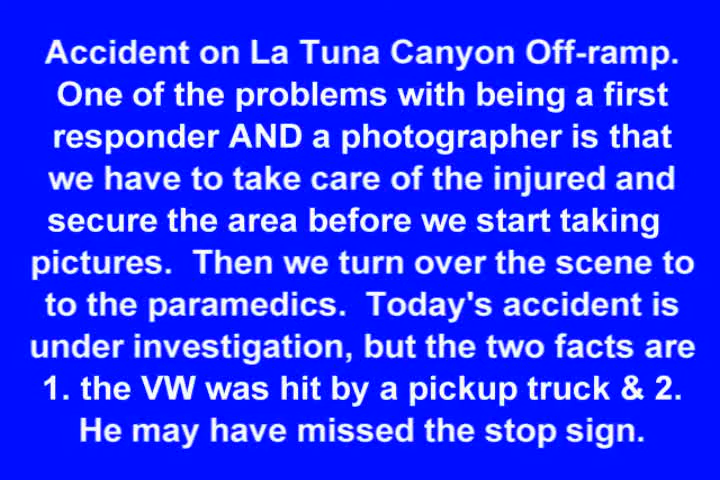 Accident on La Tuna Canyon Off-ramp.
One of the problems with being a first
responder AND a photographer is that
we have to take care of the injured and
secure the area before we start taking
pictures.  Then we turn over the scene to
to the paramedics.  Today's accident is
under investigation, but the two facts are
1. the VW was hit by a pickup truck & 2.
He may have missed the stop sign.